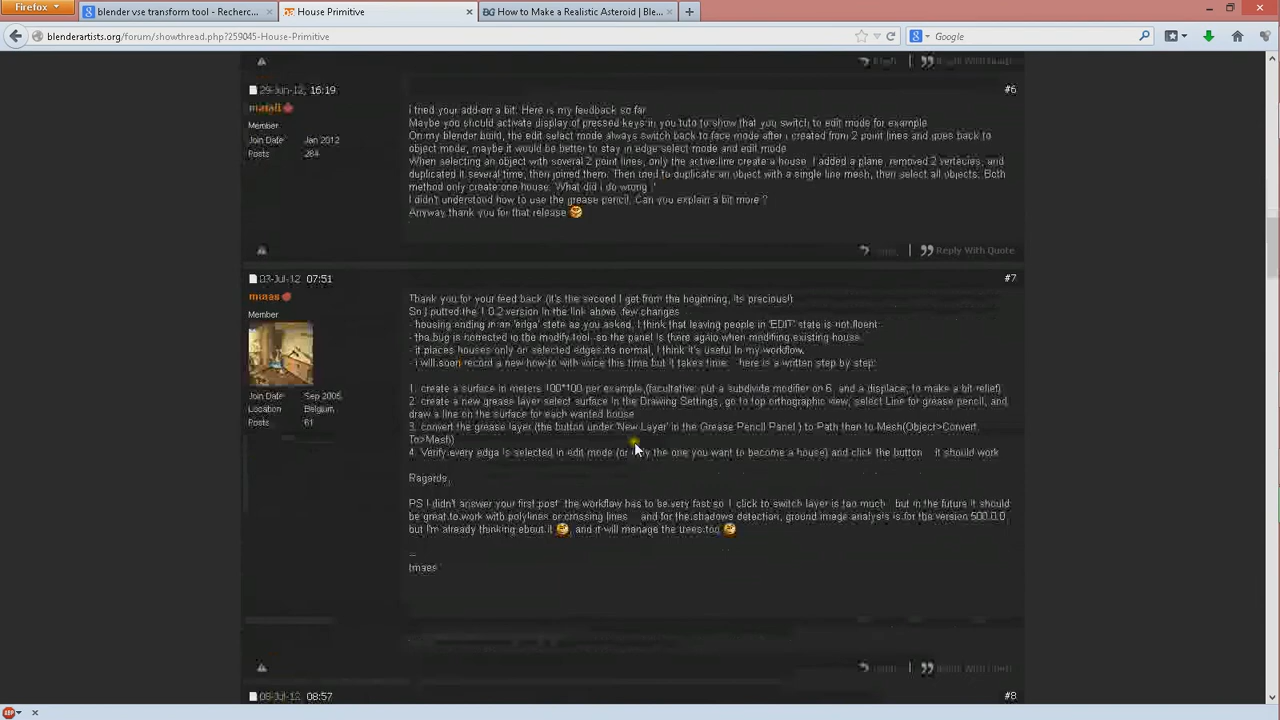 Firefox
blender vse transform tool - Recherc...
House Primitive
How to Make a Realistic Asteroid | Ble...
blenderartists.org/forum/showthread.php?259045-House-Primitive
Google
Reply With Quote
29-Jun-12, 16:19
#6
Member
Join Date Jan 2012
Posts 284
I tried your add-on a bit. Here is my feedback so far
Maybe you should activate display of pressed keys in you tuto to show that you switch to edit mode for example
On my blender build, the edit select mode always switch back to face mode after i created from 2 point lines and goes back to
object mode, maybe it would be better to stay in edge select mode and edit mode
When selecting an object with several 2 point lines, only the active line create a house. I added a plane, removed 2 vertecies, and
duplicated it several time, then joined them. Then tried to duplicate an object with a single line mesh, then select all objects. Both
method only create one house. What did i do wrong ?
I didn't understood how to use the grease pencil. Can you explain a bit more ?
Anyway thank you for that release
Reply With Quote
03-Jul-12, 07:51
#7
Member
Join Date Sep 2005
Location Belgium
Posts 61
Thank you for your feed back (it's the second I get from the beginning, its precious!)
So I putted the 1.0.2 version in the link above, few changes
- housing ending in an 'edge' state as you asked, I think that leaving people in 'EDIT' state is not fluent
- the bug is corrected to the modify tool, so the panel is there again when modifying existing house
- it places houses only on selected edges its normal, I think it's useful in my workflow.
- i will soon record a new how-to with voice this time but it takes time.. here is a written step by step:
1. create a surface in meters 100*100 per example,(facultative: put a subdivide modifier on 6, and a displace, to make a bit relief)
2. create a new grease layer select surface in the Drawing Settings, go to top orthographic view, select Line for grease pencil, and
draw a line on the surface for each wanted house
3. convert the grease layer (the button under 'New Layer' in the Grease Pencil Panel ) to Path then to Mesh(Object>Convert
To>Mesh)
4. Verify every edge is selected in edit mode (or only the one you want to become a house) and click the button it should work
Regards,
PS I didn't answer your first post the workflow has to be very fast so 1 click to switch layer is too much but in the future it should
be great to work with polylines or crossing lines and for the shadows detection, ground image analysis is for the version 500.0.0
but I'm already thinking about it , and it will manage the trees too
--
lmaas
08-Jul-12, 08:57
#8